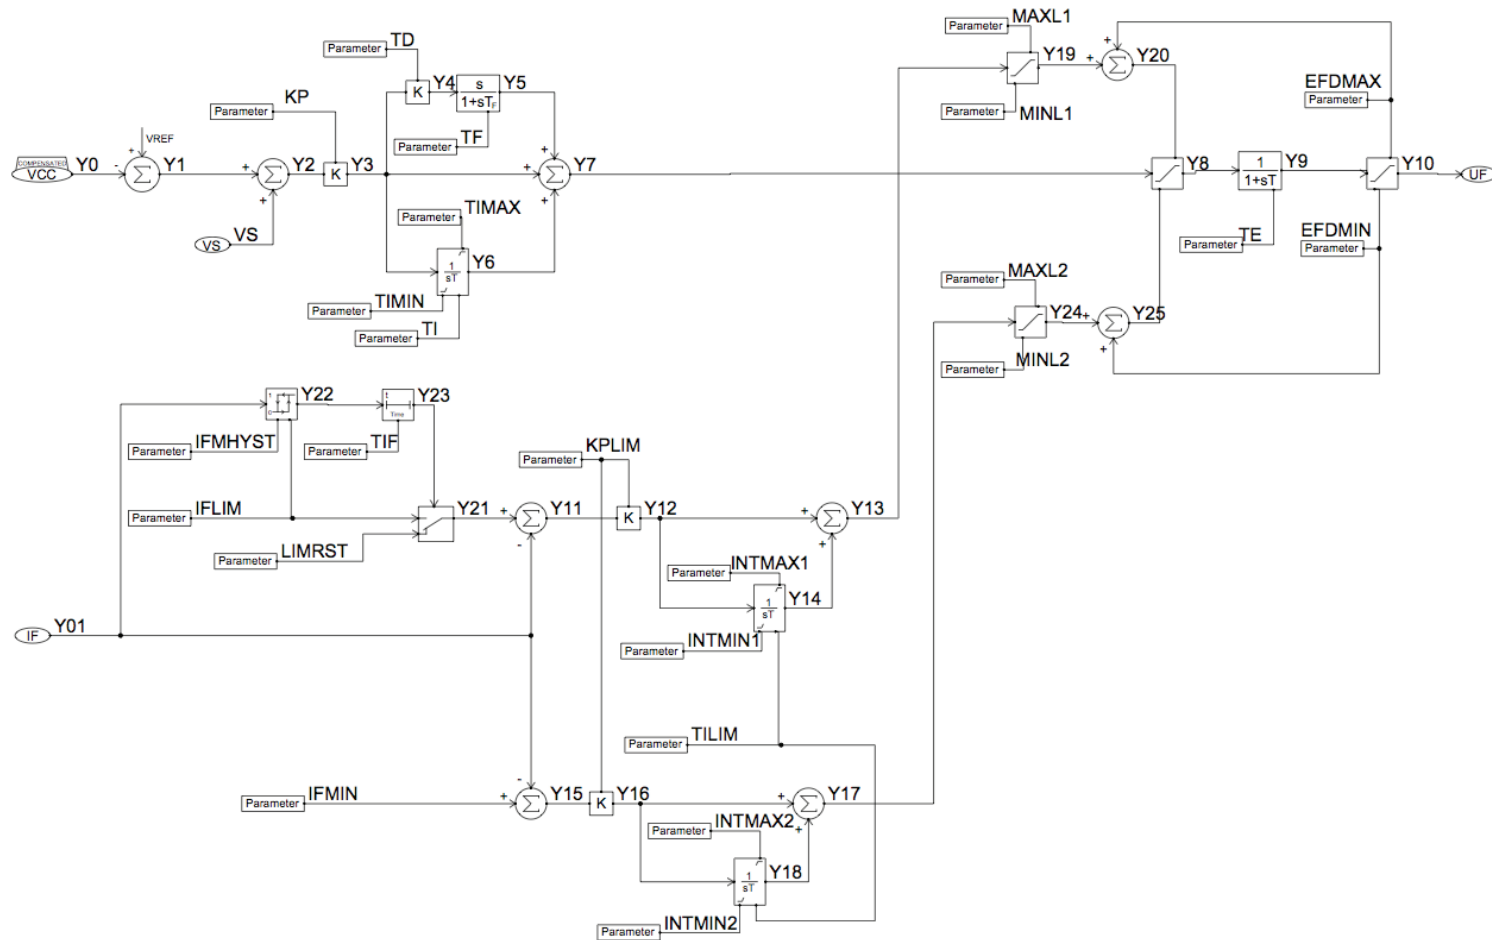 MAXL1
Parameter
TD
Parameter
Y19
+
+
Y20
Σ
K
Y4
s
1+sTF
Y5
EFDMAX
Parameter
KP
Parameter
Parameter
MINL1
TF
Parameter
VREF
+
COMPENSATED
VCC
Y0
-
Σ
Y1
+
Σ
+
Y2
K
Y3
+
+
+
Σ
Y7
Y8
1
1+sT
Y9
Y10
UF
TIMAX
Parameter
VS
VS
TE
Parameter
EFDMIN
Parameter
1
sT
Y6
MAXL2
Parameter
TIMIN
Parameter
TI
Parameter
Y24
+
+
Σ
Y25
MINL2
Parameter
1
0
Y22
t
Time
Y23
IFMHYST
Parameter
TIF
Parameter
KPLIM
Parameter
IFLIM
Parameter
Y21
+
-
Σ
Y11
K
Y12
+
+
Σ
Y13
LIMRST
Parameter
INTMAX1
Parameter
1
sT
Y14
IF
Y01
INTMIN1
Parameter
TILIM
Parameter
-
IFMIN
Parameter
+
Σ
Y15
K
Y16
+
+
Σ
Y17
INTMAX2
Parameter
1
sT
Y18
INTMIN2
Parameter